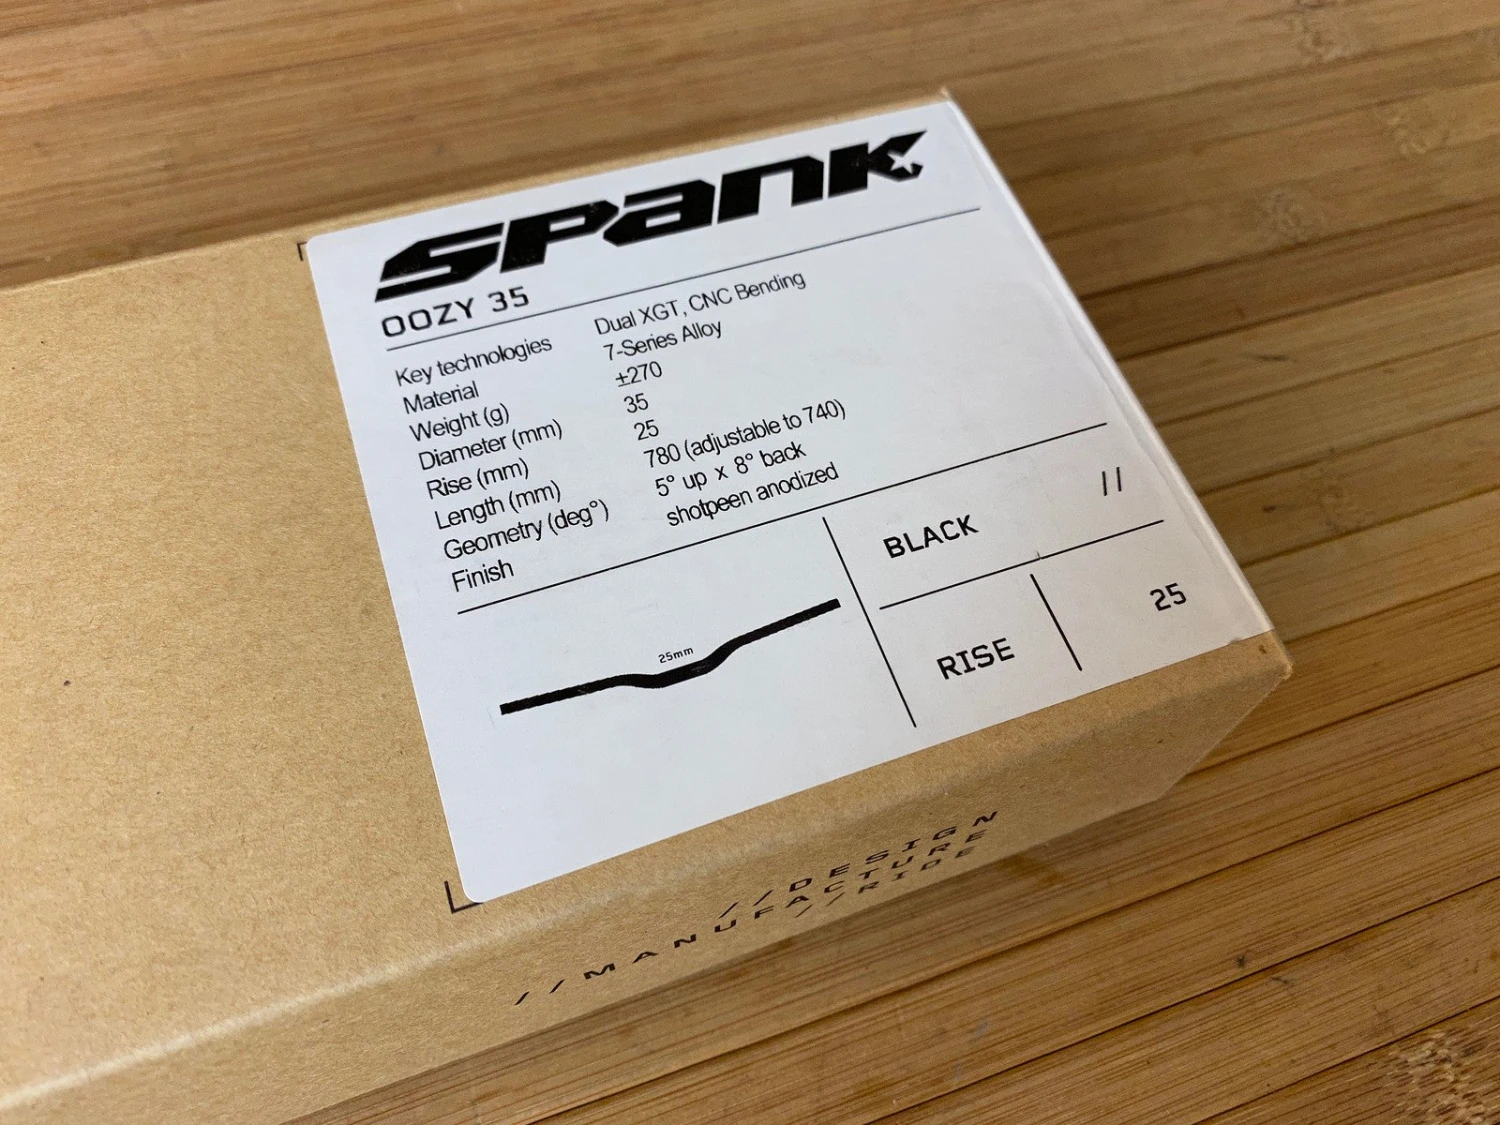 SPANK
OOZY 35
Key technologies Dual XGT, CNC Bending
Material 7-Series Alloy
Weight (g) ±270
Diameter (mm) 35
Rise (mm) 25
Length (mm) 780 (adjustable to 740)
Geometry (deg°) 5° up x 8° back
Finish shotpeen anodized
25mm
BLACK //
RISE 25
//DESIGN
//MANUFACTURE
//RIDE